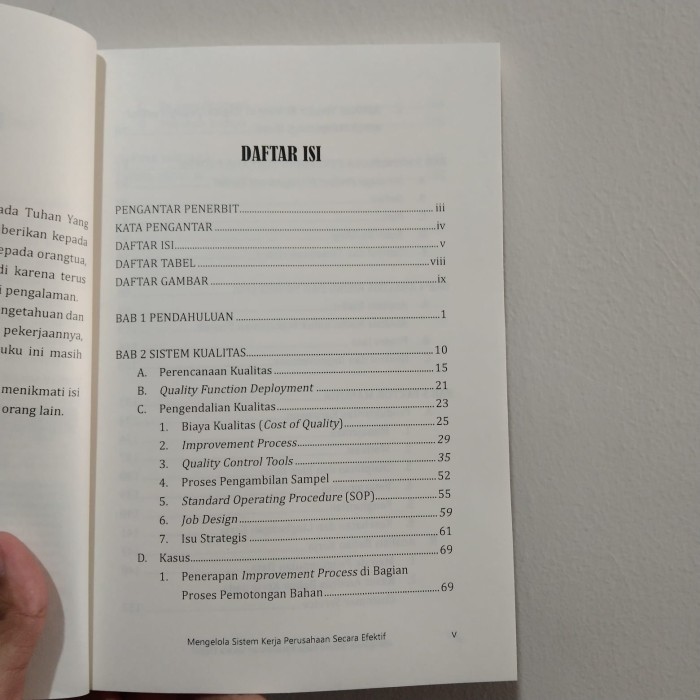 ada Tuhan Yang
berikan kepada
epada orangtua,
di karena terus
i pengalaman.
ngetahuan dan
pekerjaannya,
uku ini masih
menikmati isi
orang lain.
DAFTAR ISI
PENGANTAR PENERBIT........................................................ iii
KATA PENGANTAR ............................................................. iv
DAFTAR ISI......................................................................... v
DAFTAR TABEL .................................................................. viii
DAFTAR GAMBAR ............................................................... ix
BAB 1 PENDAHULUAN ........................................................ 1
BAB 2 SISTEM KUALITAS..................................................... 10
A. Perencanaan Kualitas .................................................. 15
B. Quality Function Deployment ...................................... 21
C. Pengendalian Kualitas.................................................. 23
1. Biaya Kualitas (Cost of Quality)............................. 25
2. Improvement Process............................................ 29
3. Quality Control Tools ............................................ 35
4. Proses Pengambilan Sampel .................................. 52
5. Standard Operating Procedure (SOP)..................... 55
6. Job Design............................................................. 59
7. Isu Strategis .......................................................... 61
D. Kasus........................................................................... 69
1. Penerapan Improvement Process di Bagian
Proses Pemotongan Bahan.................................... 69
Mengelola Sistem Kerja Perusahaan Secara Efektif v